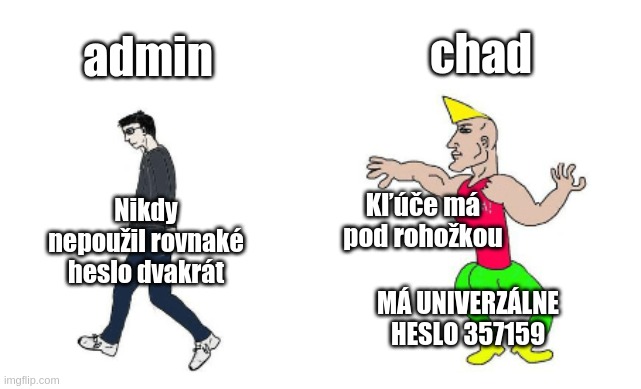 admin
chad
Nikdy
nepoužil rovnaké
heslo dvakrát
Kľúče má
pod rohožkou
MÁ UNIVERZÁLNE
HESLO 357159
imgflip.com